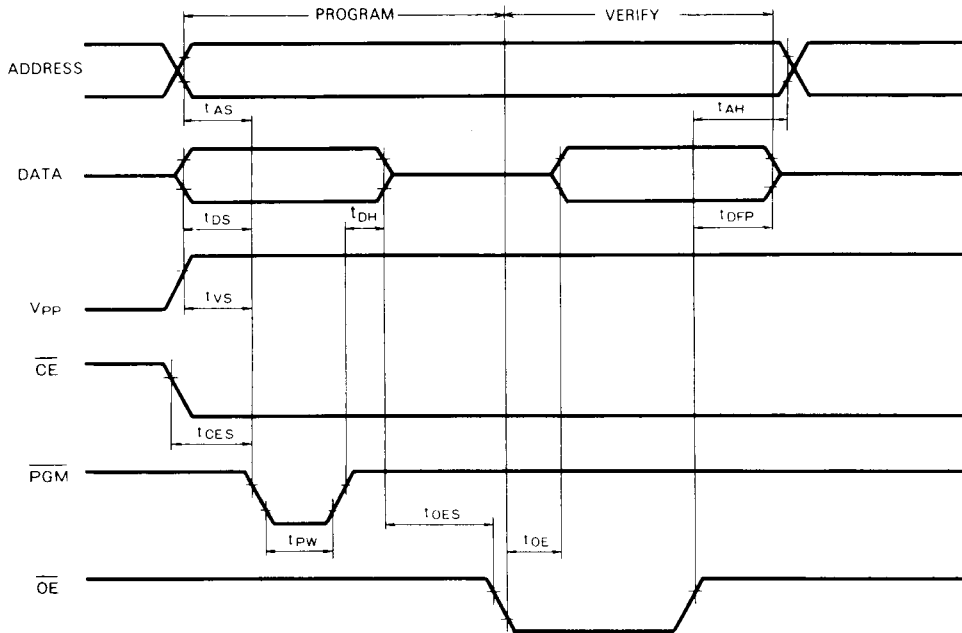 PROGRAM VERIFY
ADDRESS
tAS tAH
DATA
tDS tDH tDFP
VPP
tVS
CE
tCES
PGM
tOES
tPW tOE
OE